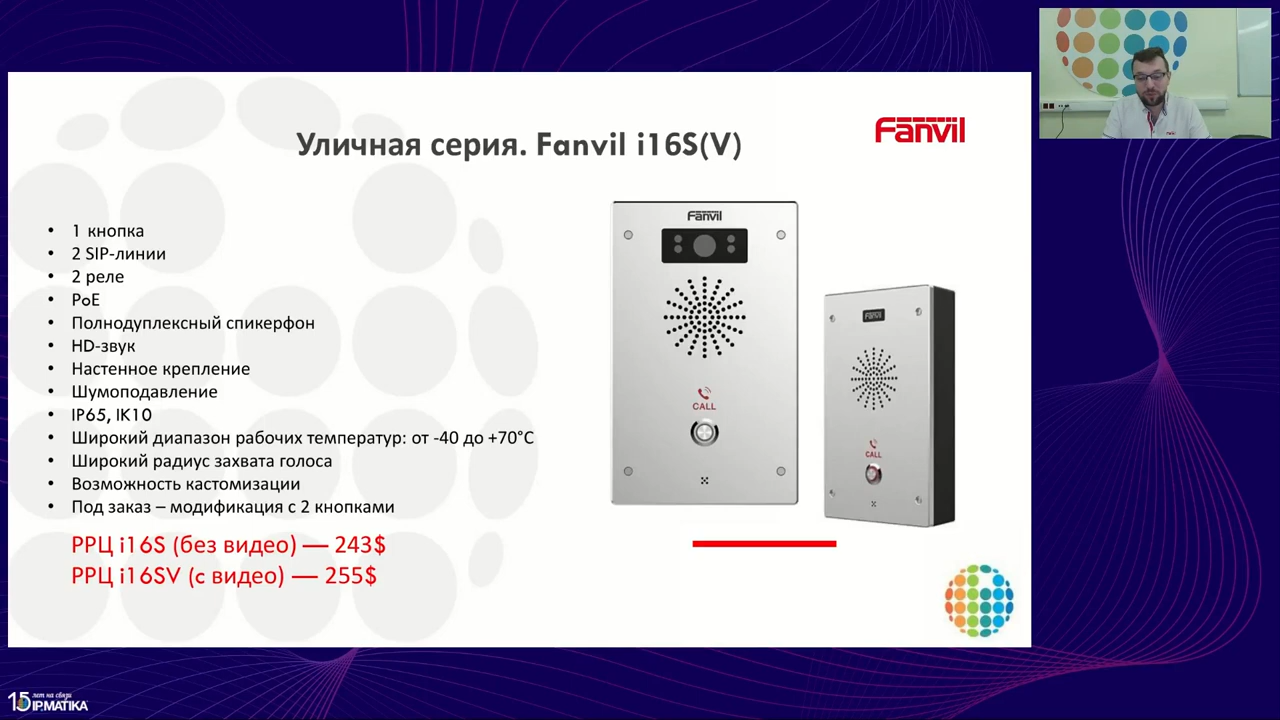 Уличная серия. Fanvil i16S(V)
Fanvil
• 1 кнопка
• 2 SIP-линии
• 2 реле
• PoE
• Полнодуплексный спикерфон
• HD-звук
• Настенное крепление
• Шумоподавление
• IP65, IK10
• Широкий диапазон рабочих температур: от -40 до +70°C
• Широкий радиус захвата голоса
• Возможность кастомизации
• Под заказ – модификация с 2 кнопками
РРЦ i16S (без видео) — 243$
РРЦ i16SV (с видео) — 255$
Fanvil
CALL
Fanvil
CALL
15 лет на связи
IPMATIKA